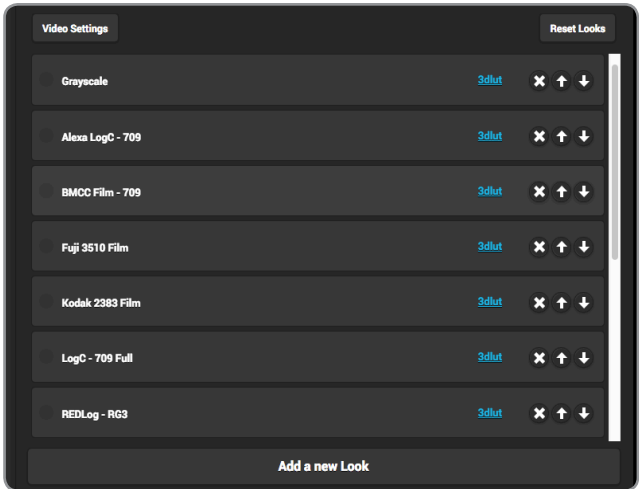 Video Settings Reset Looks
Grayscale 3dlut
Alexa LogC - 709 3dlut
BMCC Film - 709 3dlut
Fuji 3510 Film 3dlut
Kodak 2383 Film 3dlut
LogC - 709 Full 3dlut
REDLog - RG3 3dlut
Add a new Look